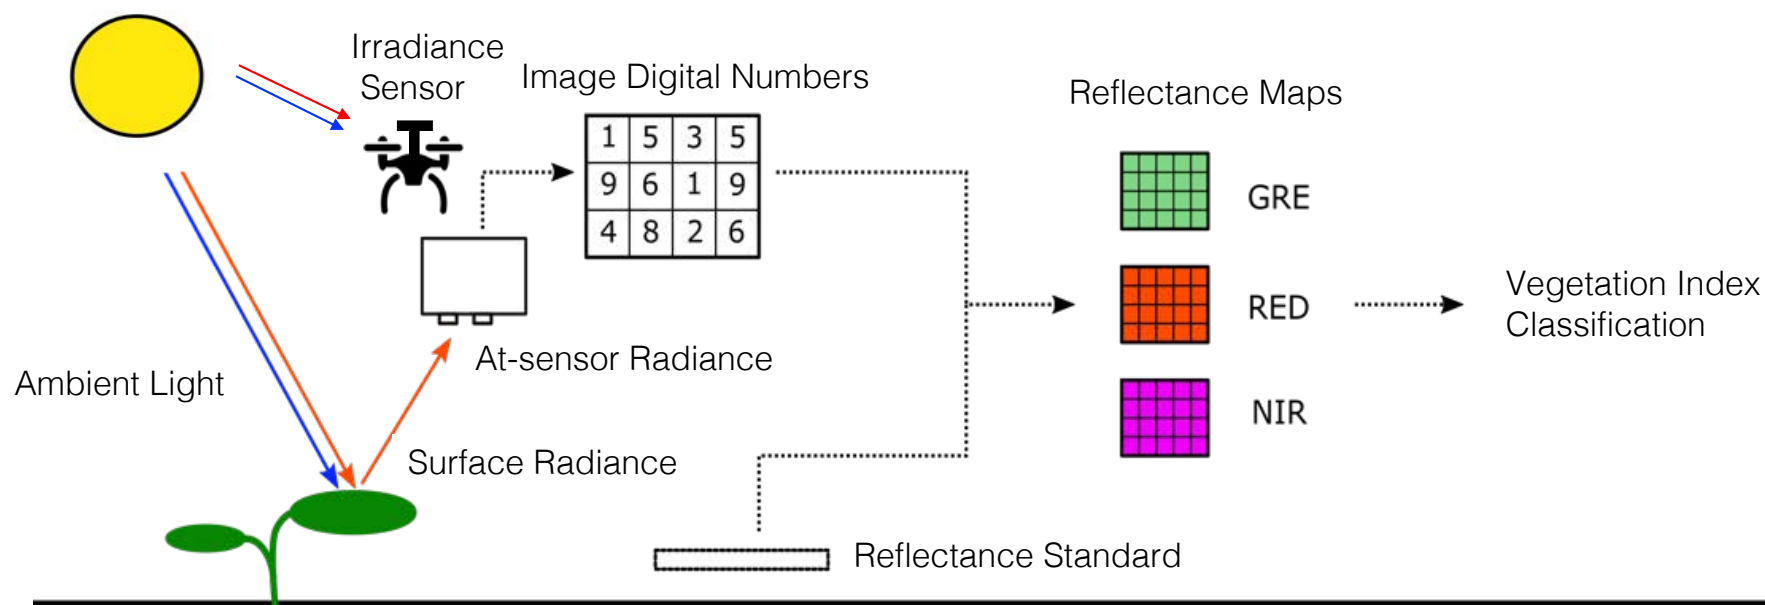 Irradiance
Sensor
Image Digital Numbers
Reflectance Maps
1 5 3 5
9 6 1 9
4 8 2 6
GRE
RED
NIR
Vegetation Index
Classification
At-sensor Radiance
Ambient Light
Surface Radiance
Reflectance Standard